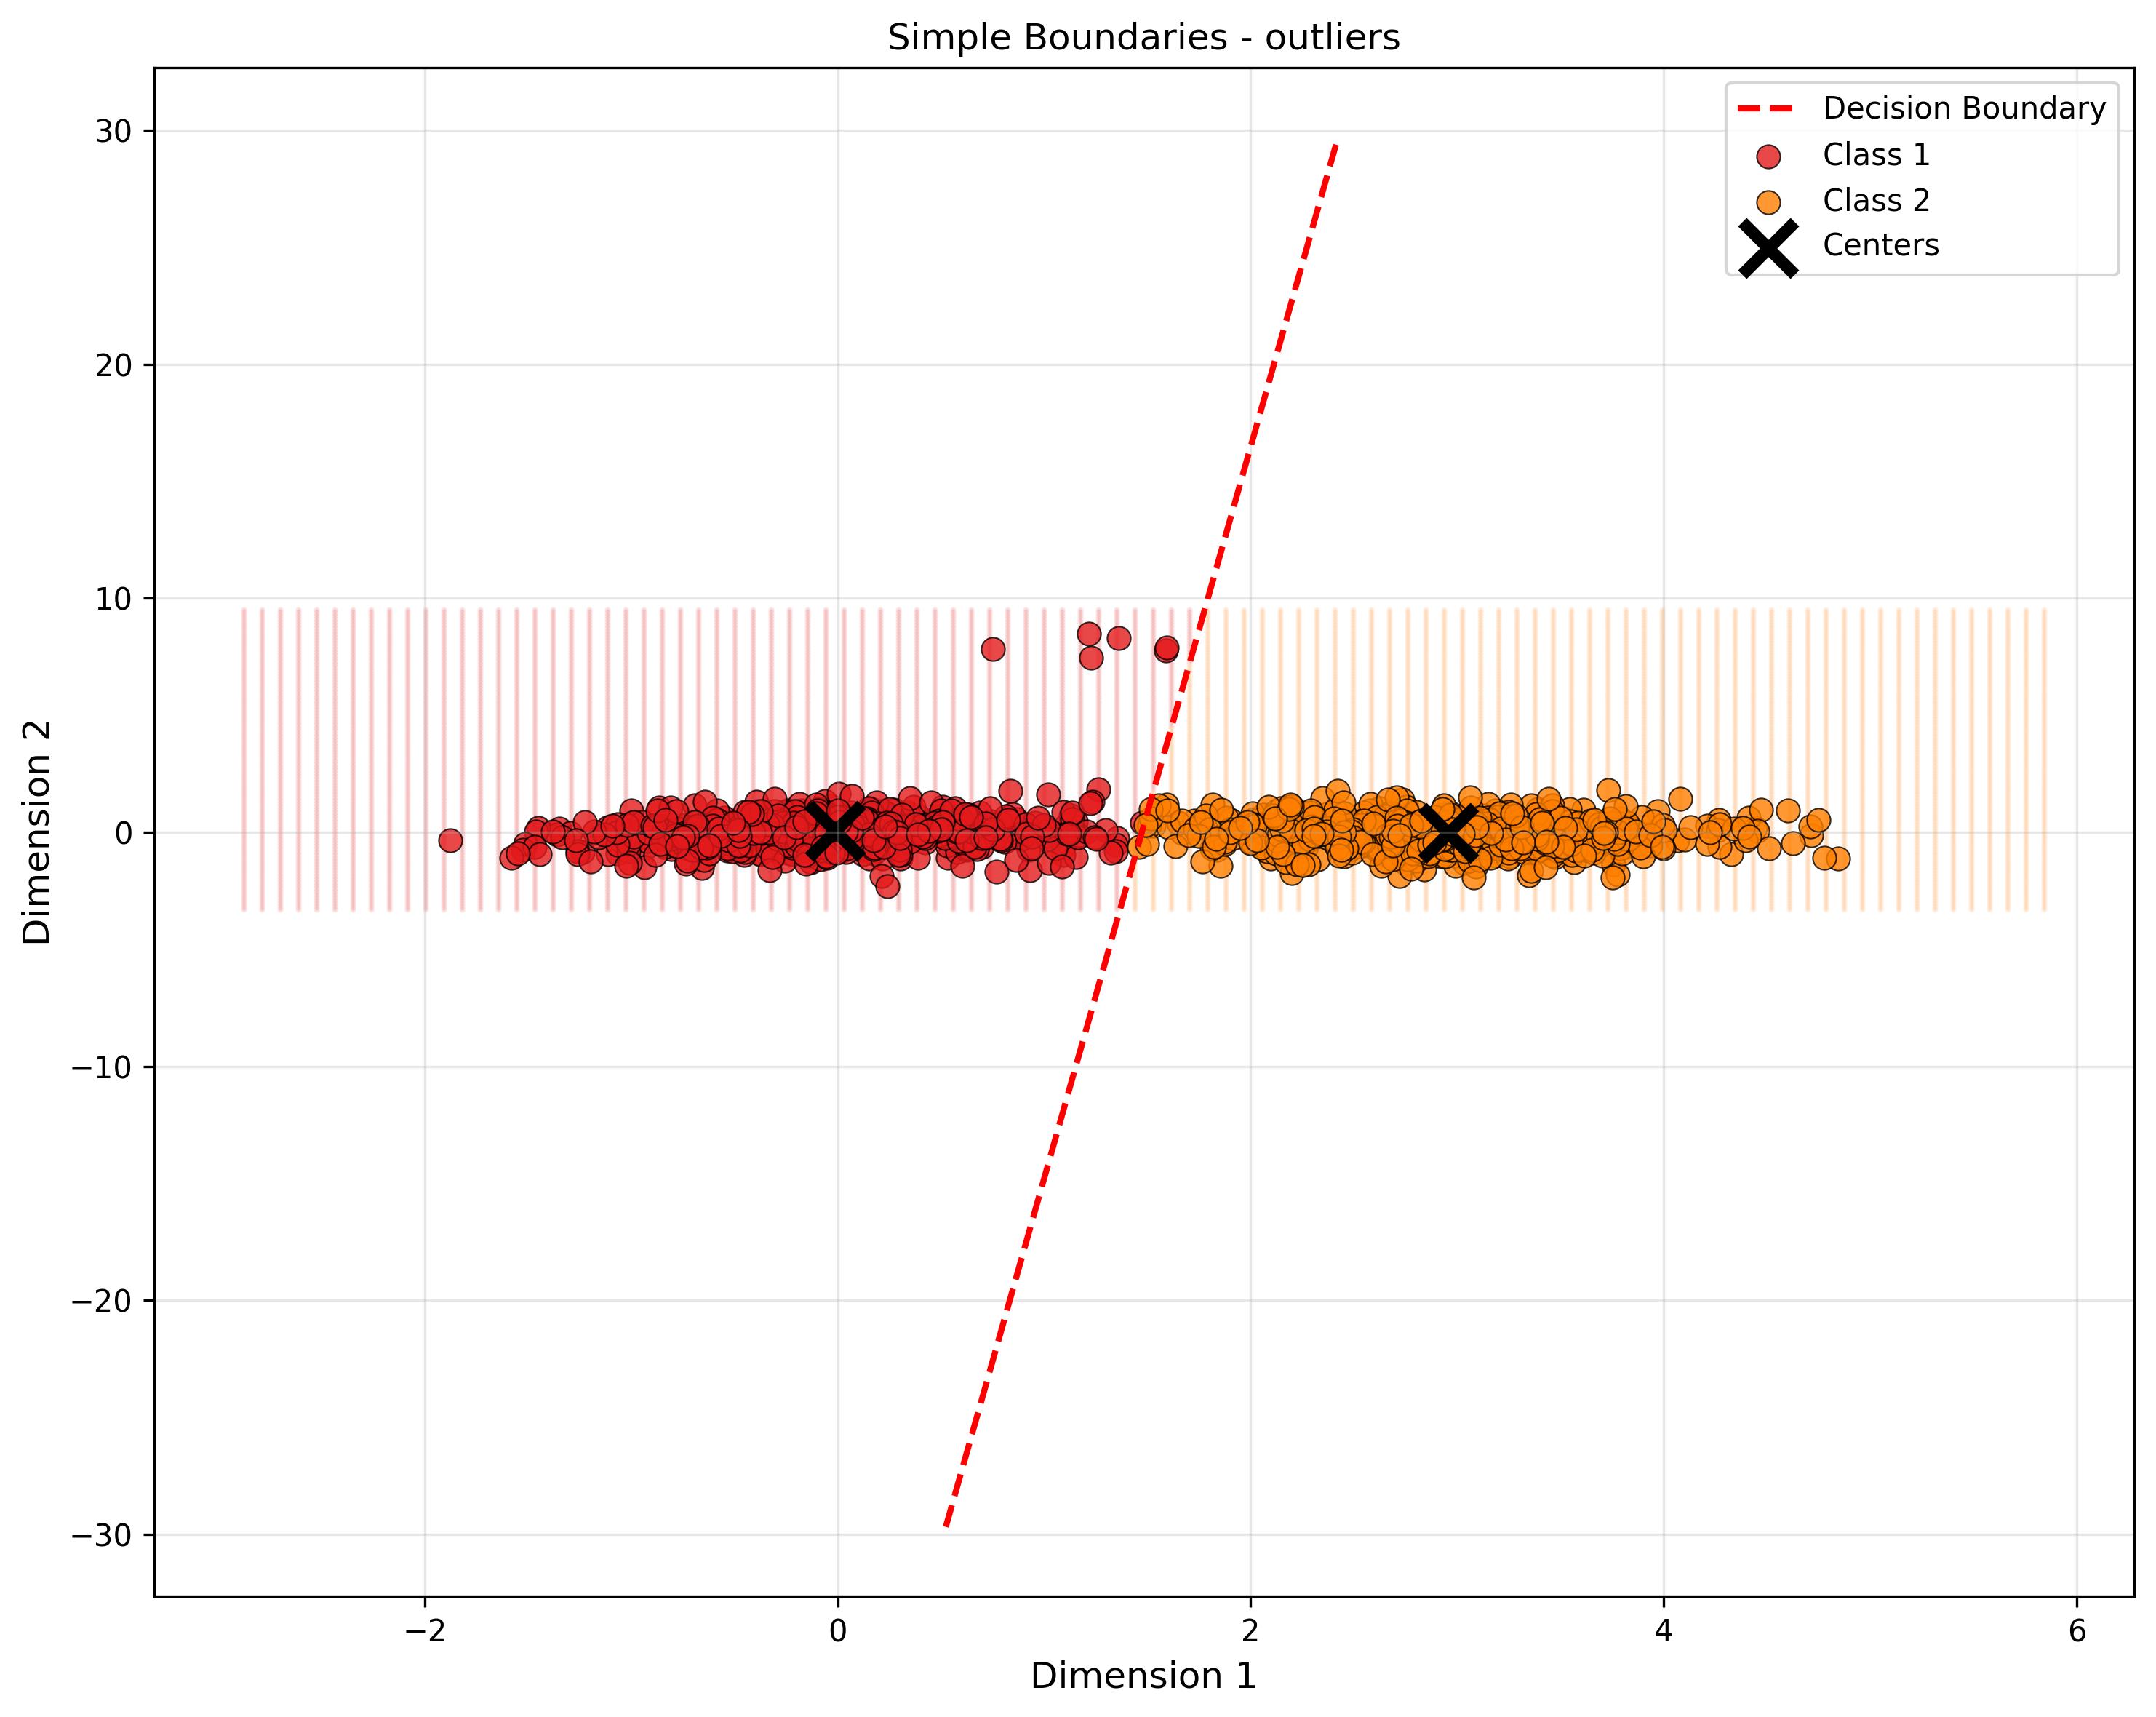 Simple Boundaries - outliers
Decision Boundary
Class 1
Class 2
Centers
30
20
10
0
−10
−20
−30
Dimension 2
−2
0
2
4
6
Dimension 1